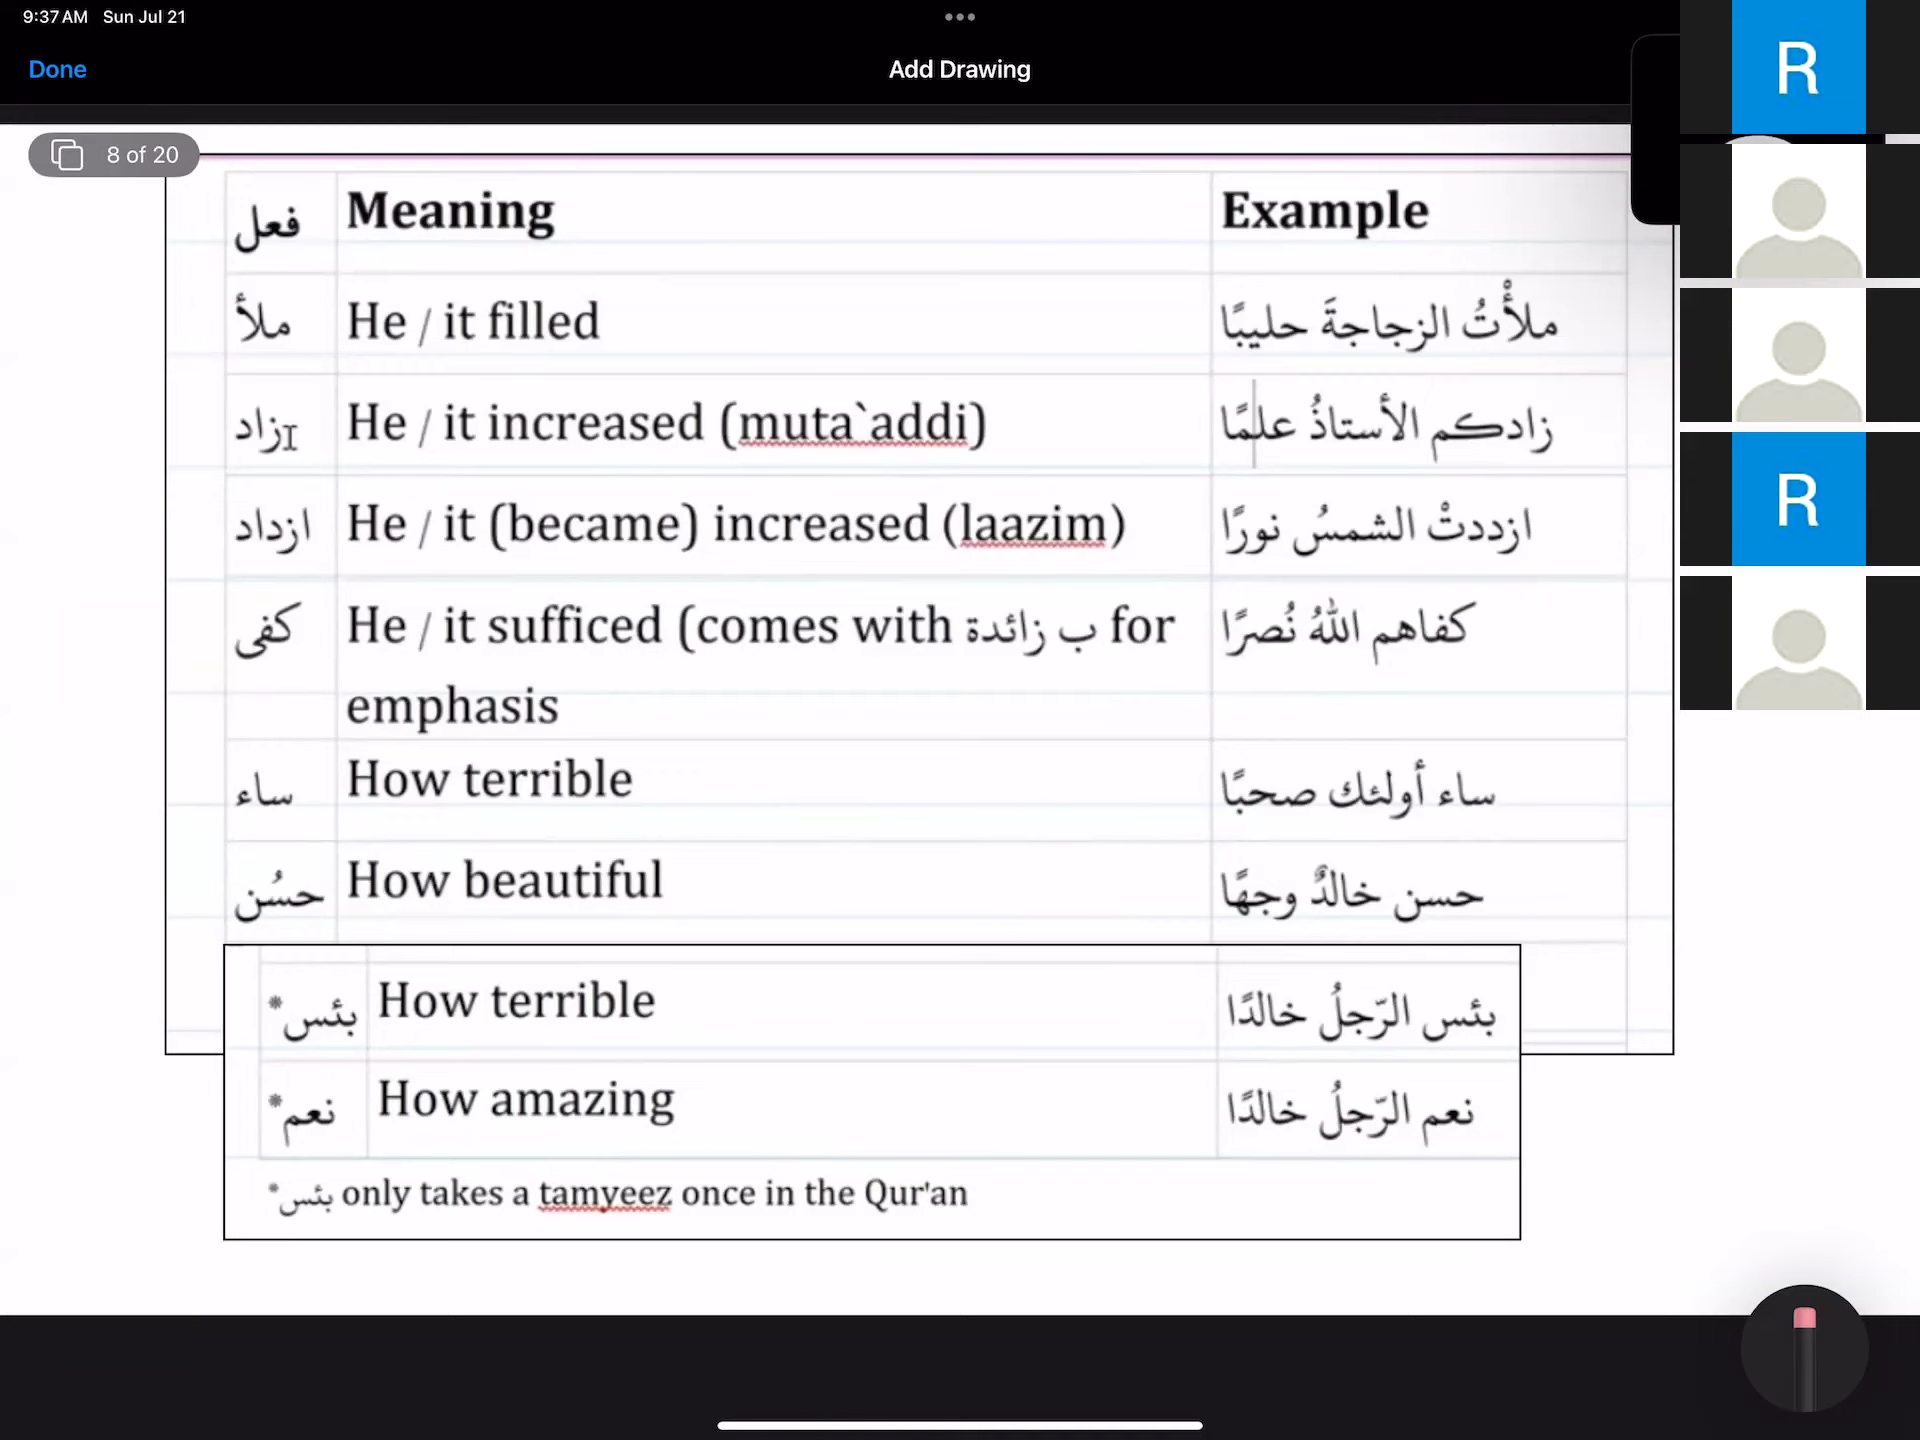 9:37 AM Sun Jul 21
Done
Add Drawing
8 of 20
فعل Meaning Example
ملأ He / it filled ملأْتُ الزجاجةَ حليبًا
زاد He / it increased (muta`addi) زادكم الأستاذُ علمًا
ازداد He / it (became) increased (laazim) ازددتْ الشمسُ نورًا
كفى He / it sufficed (comes with ب زائدة for كفاهم اللهُ نُصرًا
emphasis
ساء How terrible ساء أولئك صحبًا
حسُن How beautiful حسن خالدٌ وجهًا
بئس* How terrible بئس الرّجلُ خالدًا
نعم* How amazing نعم الرّجلُ خالدًا
*بئس only takes a tamyeez once in the Qur'an
R
R